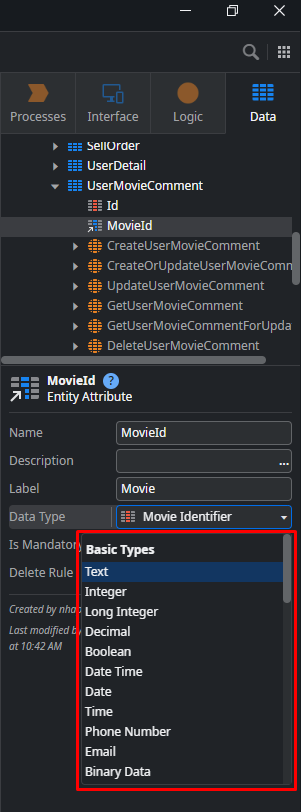 Processes
Interface
Logic
Data
SellOrder
UserDetail
UserMovieComment
Id
MovieId
CreateUserMovieComment
CreateOrUpdateUserMovieComm
UpdateUserMovieComment
GetUserMovieComment
GetUserMovieCommentForUpda
DeleteUserMovieComment
MovieId ?
Entity Attribute
Name MovieId
Description ...
Label Movie
Data Type Movie Identifier
Is Mandatory
Delete Rule
Created by nha
Last modified by
at 10:42 AM
Basic Types
Text
Integer
Long Integer
Decimal
Boolean
Date Time
Date
Time
Phone Number
Email
Binary Data